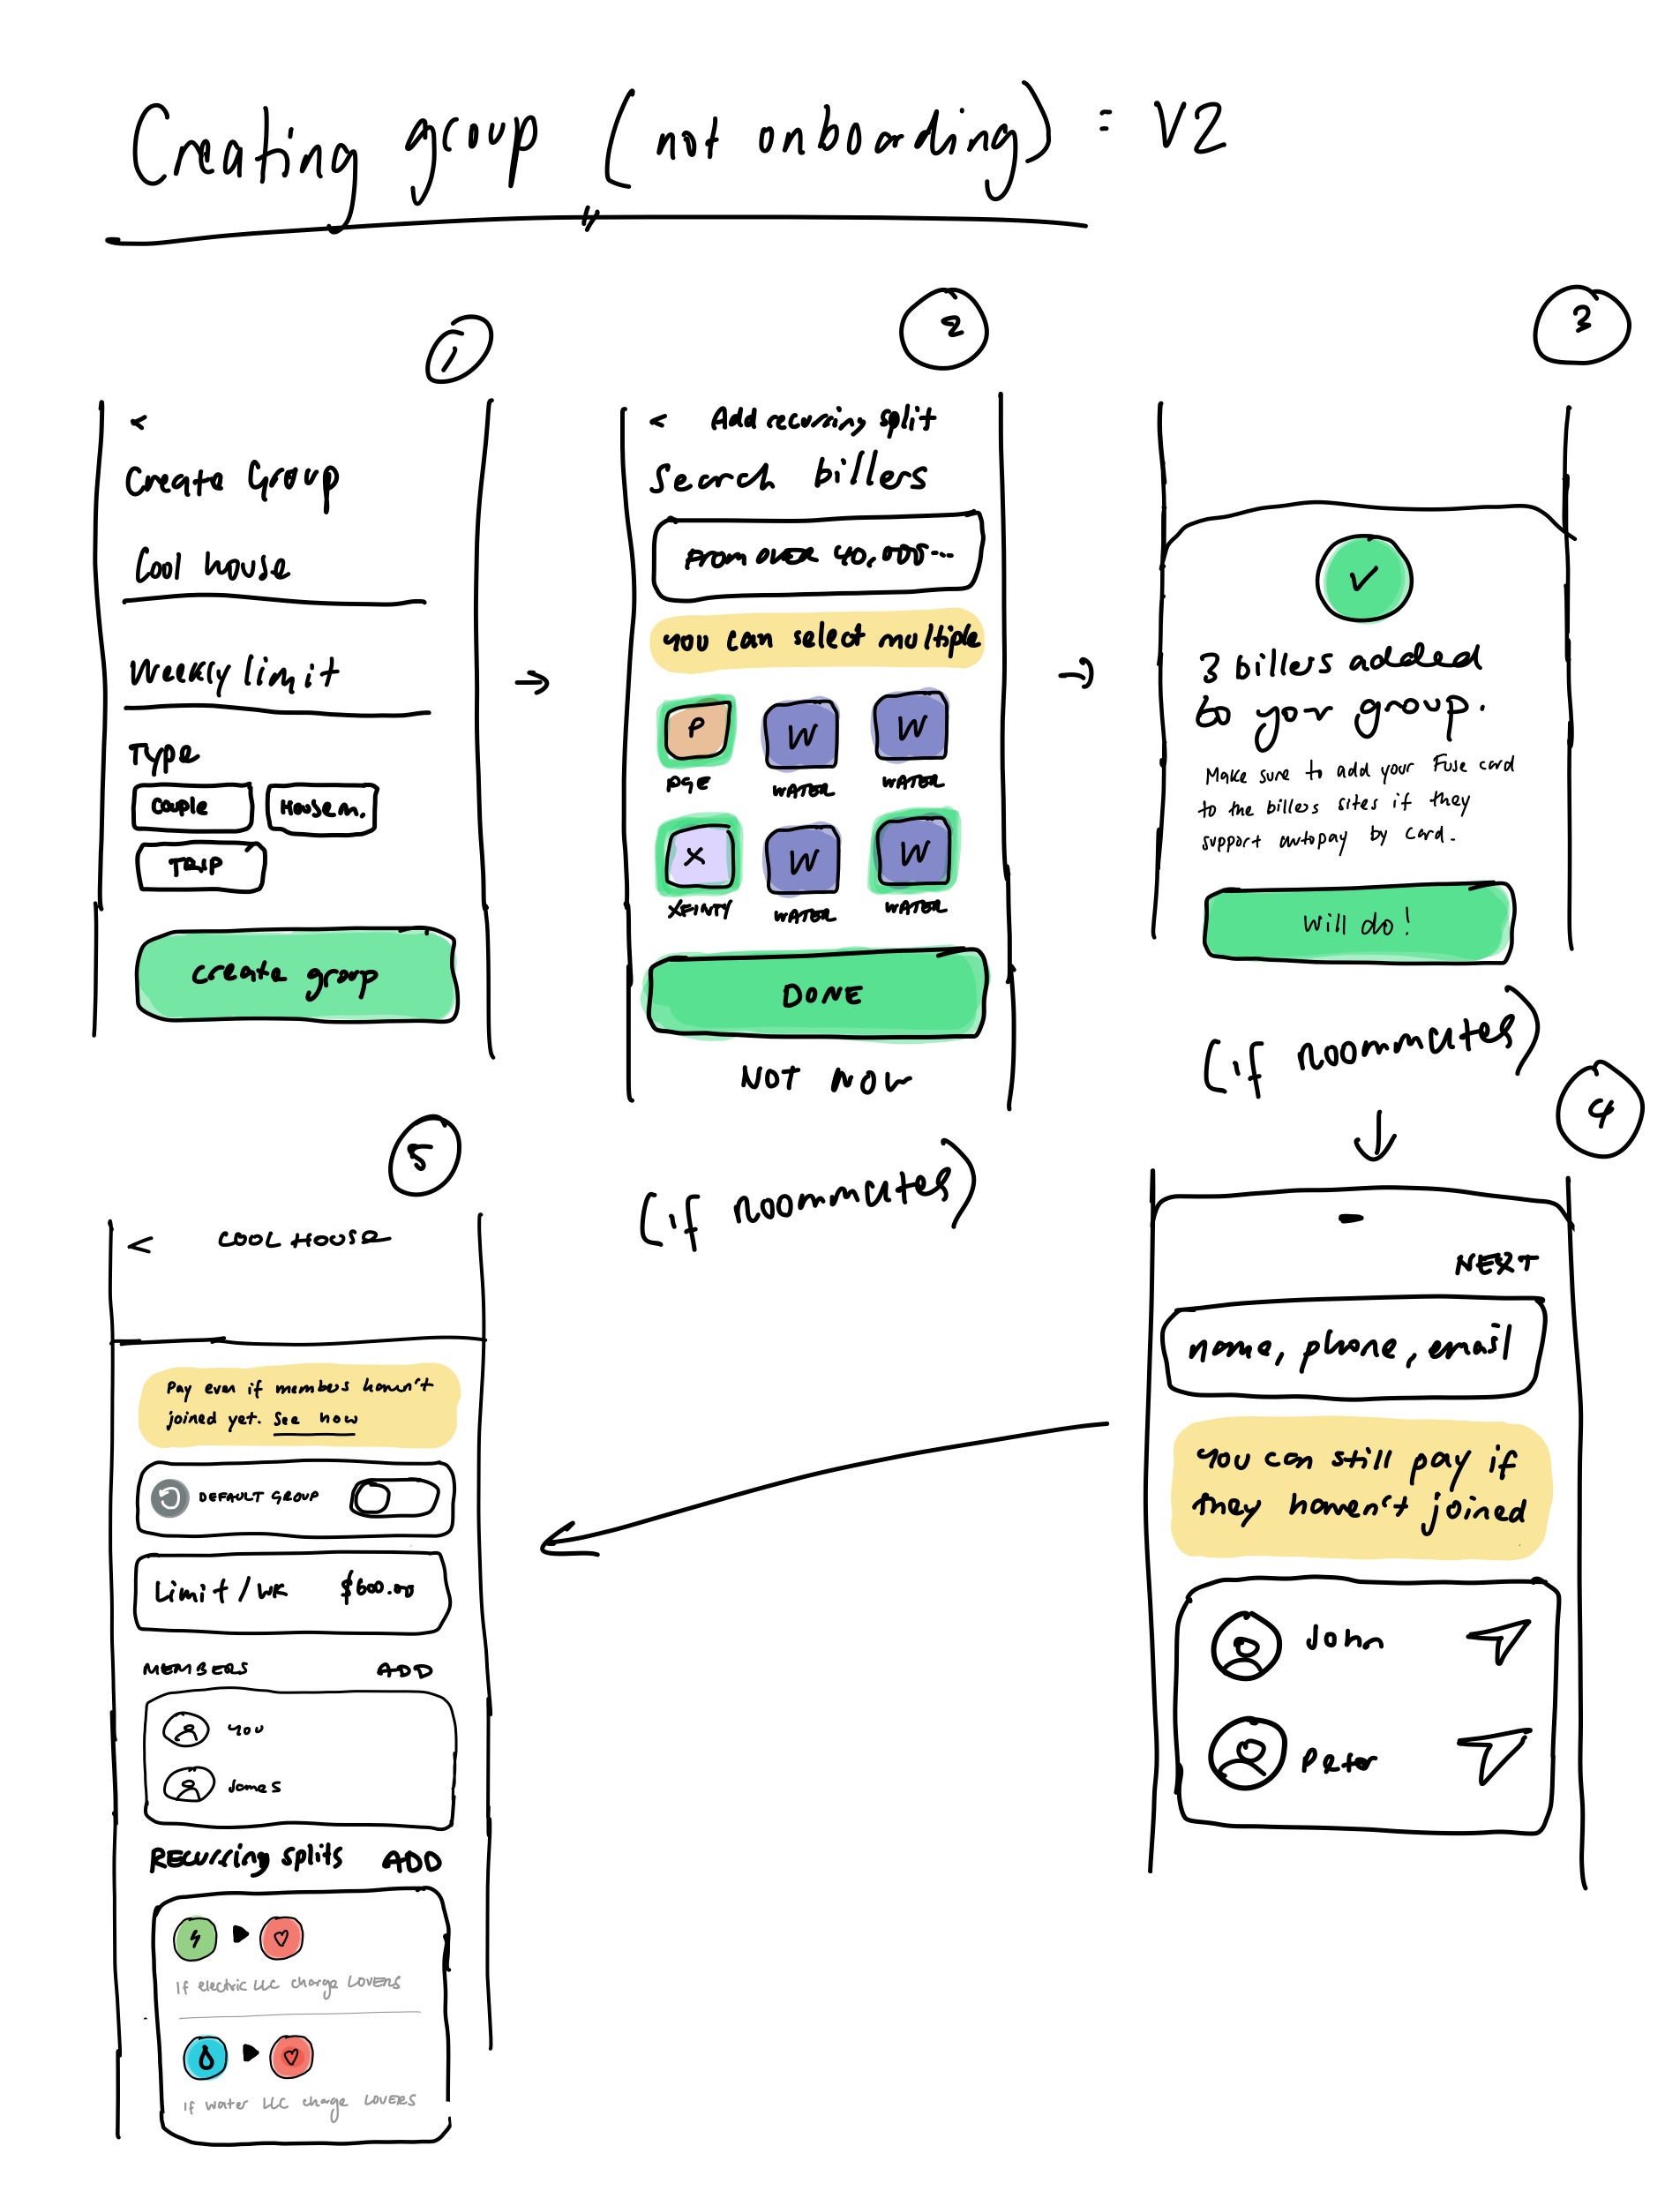 Creating group (not onboarding) = V2
1
<
Create Group
Cool house
Weekly limit
Type
Couple
Housem.
TRIP
create group
→
2
< Add recurring split
Search billers
From over 40,000...
you can select multiple
P
W
W
PGE
WATER
WATER
X
W
W
XFINTY
WATER
WATER
DONE
NOT NOW
→
3
✓
3 billers added
to your group.
Make sure to add your Fuse card
to the billers sites if they
support autopay by card.
Will do!
(if roommates)
↓
4
NEXT
name, phone, email
you can still pay if
they haven't joined
John
Peter
(if roommates)
5
< COOL HOUSE
Pay even if members haven't
joined yet. See how
DEFAULT GROUP
Limit / WK $600.00
MEMBERS ADD
You
James
Recurring splits ADD
If electric LLC charge LOVERS
If water LLC charge LOVERS